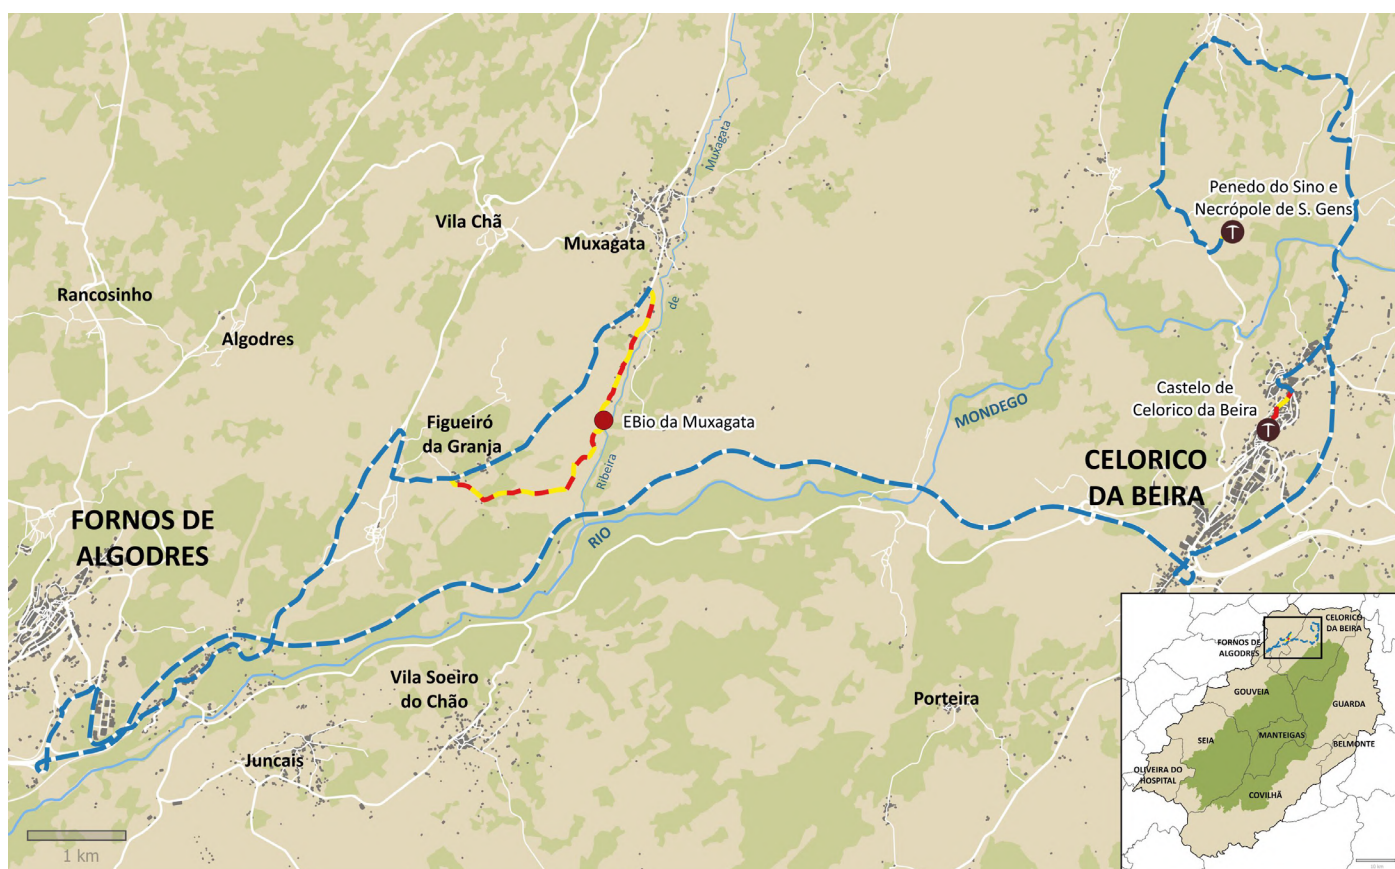 Muxagata
de
Ribeira
Penedo do Sino e
Necrópole de S. Gens
Vila Chã
Muxagata
Rancosinho
Algodres
Figueiró
da Granja
EBio da Muxagata
MONDEGO
Castelo de
Celorico da Beira
CELORICO
DA BEIRA
FORNOS DE
ALGODRES
RIO
Vila Soeiro
do Chão
Porteira
Juncais
1 km
CELORICO
DA BEIRA
FORNOS DE
ALGODRES
GOUVEIA
GUARDA
SEIA
MANTEIGAS
BELMONTE
OLIVEIRA DO
HOSPITAL
COVILHÃ
10 km